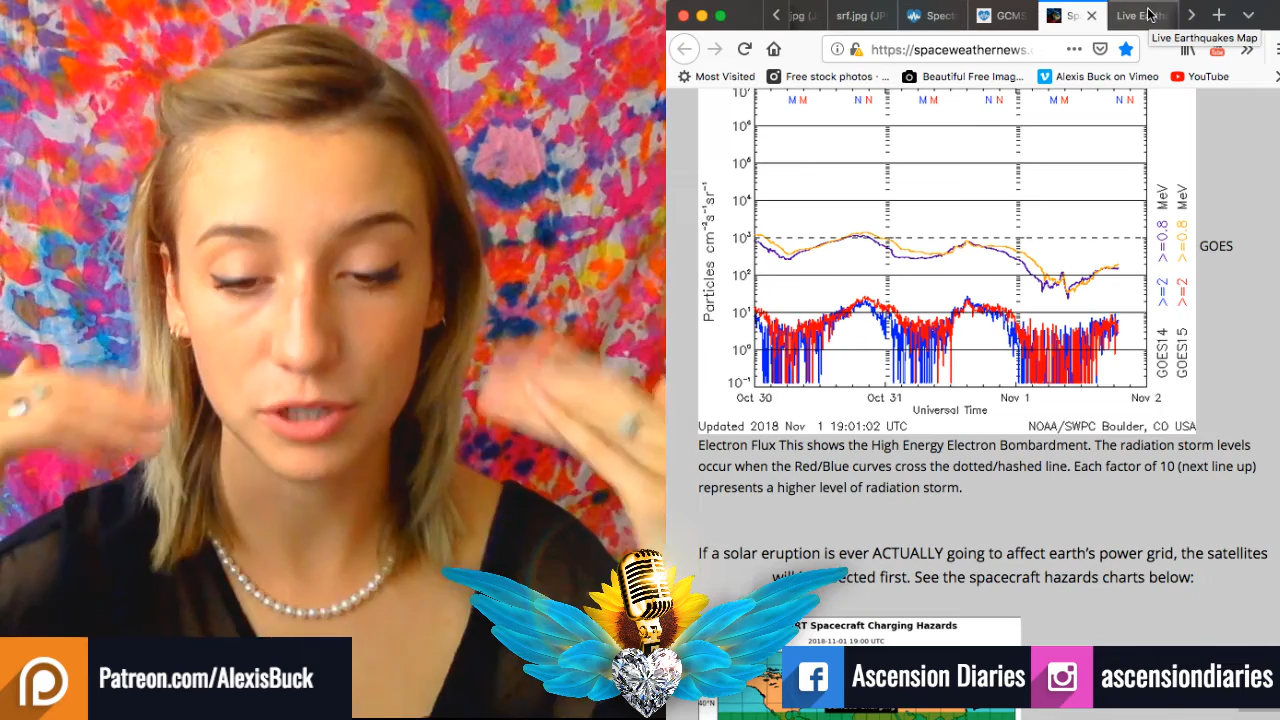 jpg (J
srf.jpg (JP
Spect
GCMS
Sp
Live Earthu
Live Earthquakes Map
https://spaceweathernews.
Most Visited
Free stock photos · ...
Beautiful Free Imag...
Alexis Buck on Vimeo
YouTube
M M N N M M N N M M N N
10⁷
10⁶
10⁶
10⁴
10³
10²
10¹
10⁰
10⁻¹
Particles cm⁻²s⁻¹sr⁻¹
Oct 30
Oct 31
Nov 1
Nov 2
Universal Time
GOES14 >=2 >=0.8 MeV
GOES15 >=2 >=0.8 MeV
GOES
Updated 2018 Nov 1 19:01:02 UTC
NOAA/SWPC Boulder, CO USA
Electron Flux This shows the High Energy Electron Bombardment. The radiation storm levels
occur when the Red/Blue curves cross the dotted/hashed line. Each factor of 10 (next line up)
represents a higher level of radiation storm.
If a solar eruption is ever ACTUALLY going to affect earth's power grid, the satellites
ected first. See the spacecraft hazards charts below:
RT Spacecraft Charging Hazards
2018-11-01 19:00 UTC
40°N
Patreon.com/AlexisBuck
Ascension Diaries
ascensiondiaries